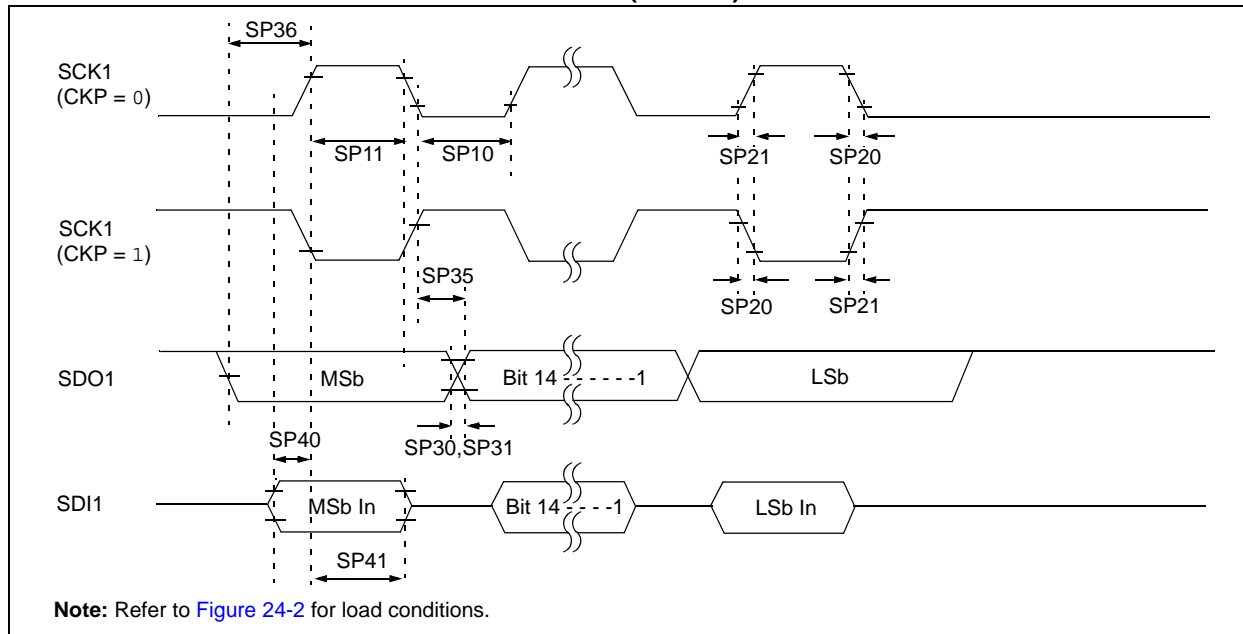 SP36
SCK1
(CKP = 0)
SP11
SP10
SP21
SP20
SCK1
(CKP = 1)
SP35
SP20
SP21
SDO1
MSb
Bit 14 - - - - - -1
LSb
SP40
SP30,SP31
SDI1
MSb In
Bit 14 - - - -1
LSb In
SP41
Note: Refer to Figure 24-2 for load conditions.